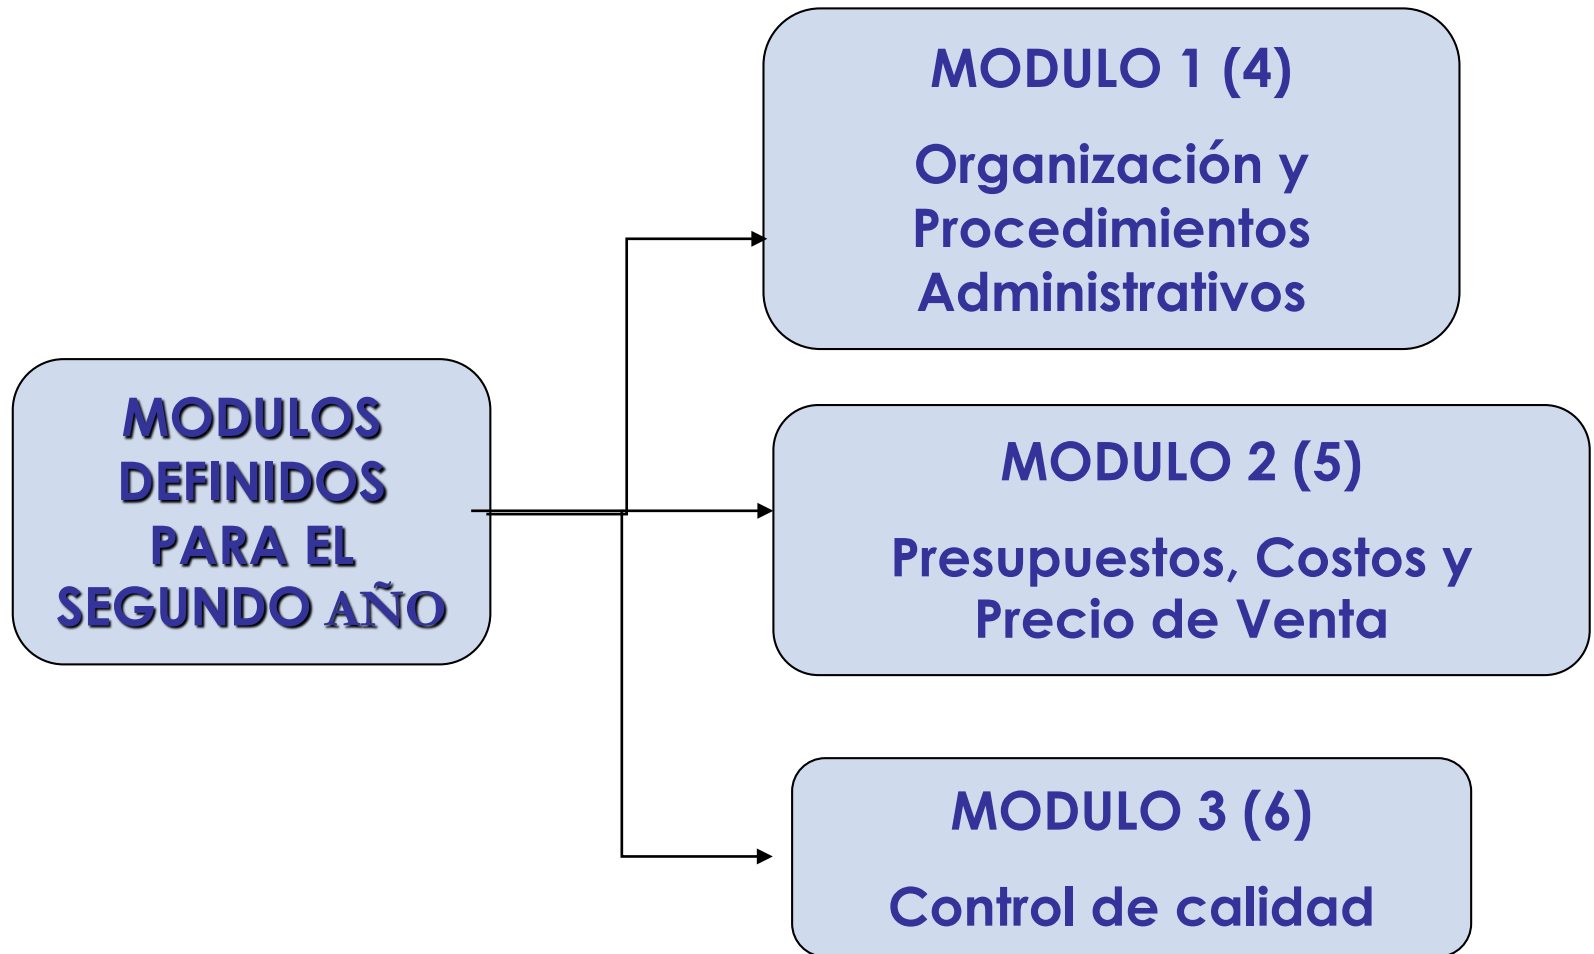 MODULO 1 (4)
Organización y
Procedimientos
Administrativos
MODULOS
DEFINIDOS
PARA EL
SEGUNDO AÑO
MODULO 2 (5)
Presupuestos, Costos y
Precio de Venta
MODULO 3 (6)
Control de calidad